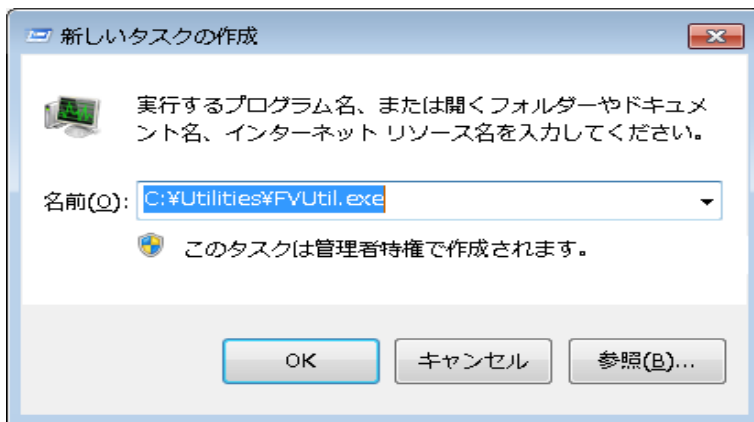 新しいタスクの作成
実行するプログラム名、または開くフォルダーやドキュメ
ント名、インターネット リソース名を入力してください。
名前(O): C:¥Utilities¥FVUtil.exe
このタスクは管理者特権で作成されます。
OK キャンセル 参照(B)...